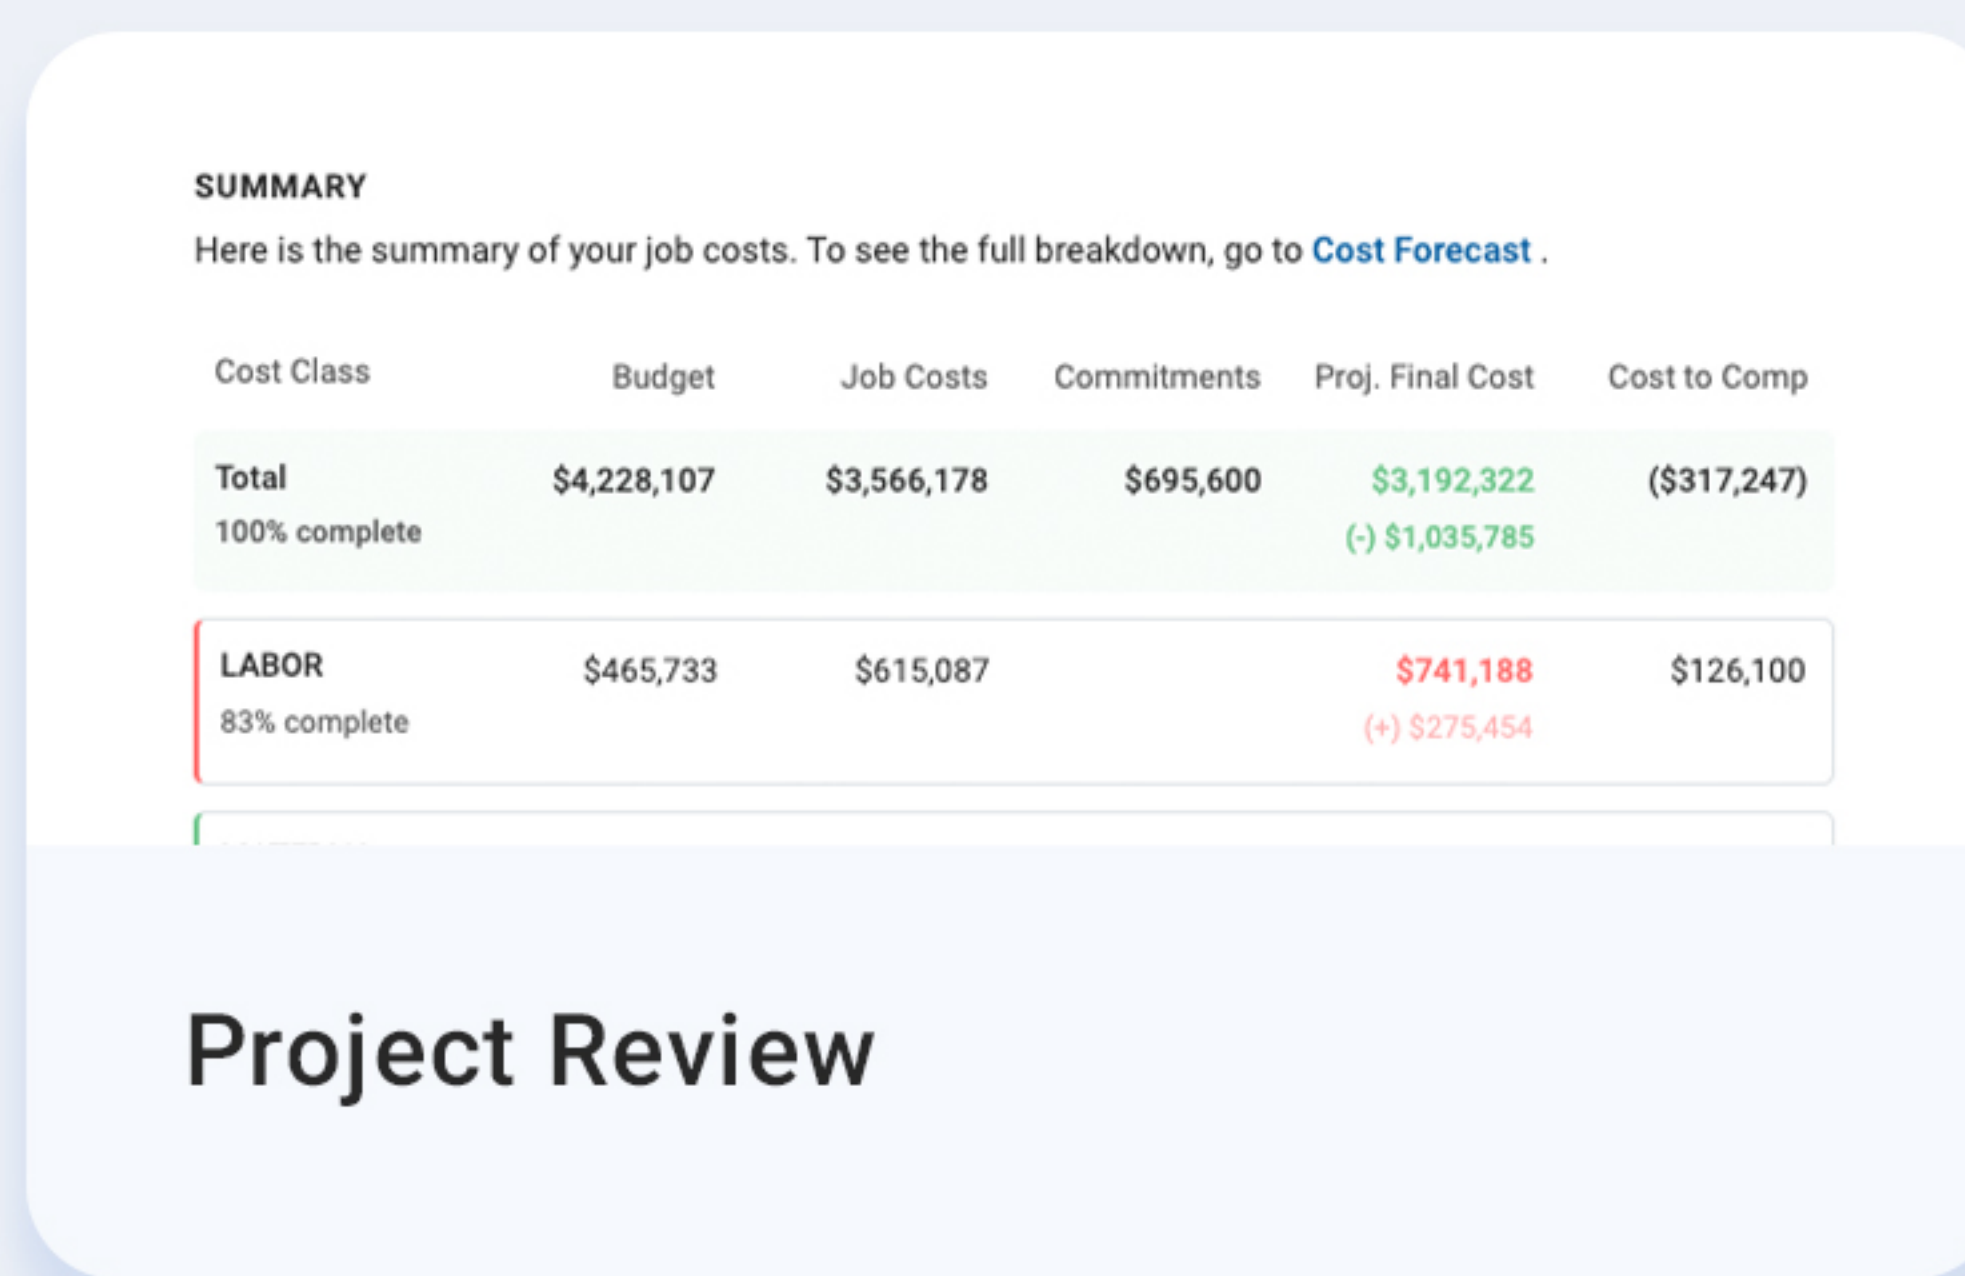 SUMMARY
Here is the summary of your job costs. To see the full breakdown, go to Cost Forecast .
Cost Class Budget Job Costs Commitments Proj. Final Cost Cost to Comp
Total $4,228,107 $3,566,178 $695,600 $3,192,322 ($317,247)
100% complete (-) $1,035,785
LABOR $465,733 $615,087 $741,188 $126,100
83% complete (+) $275,454
Project Review